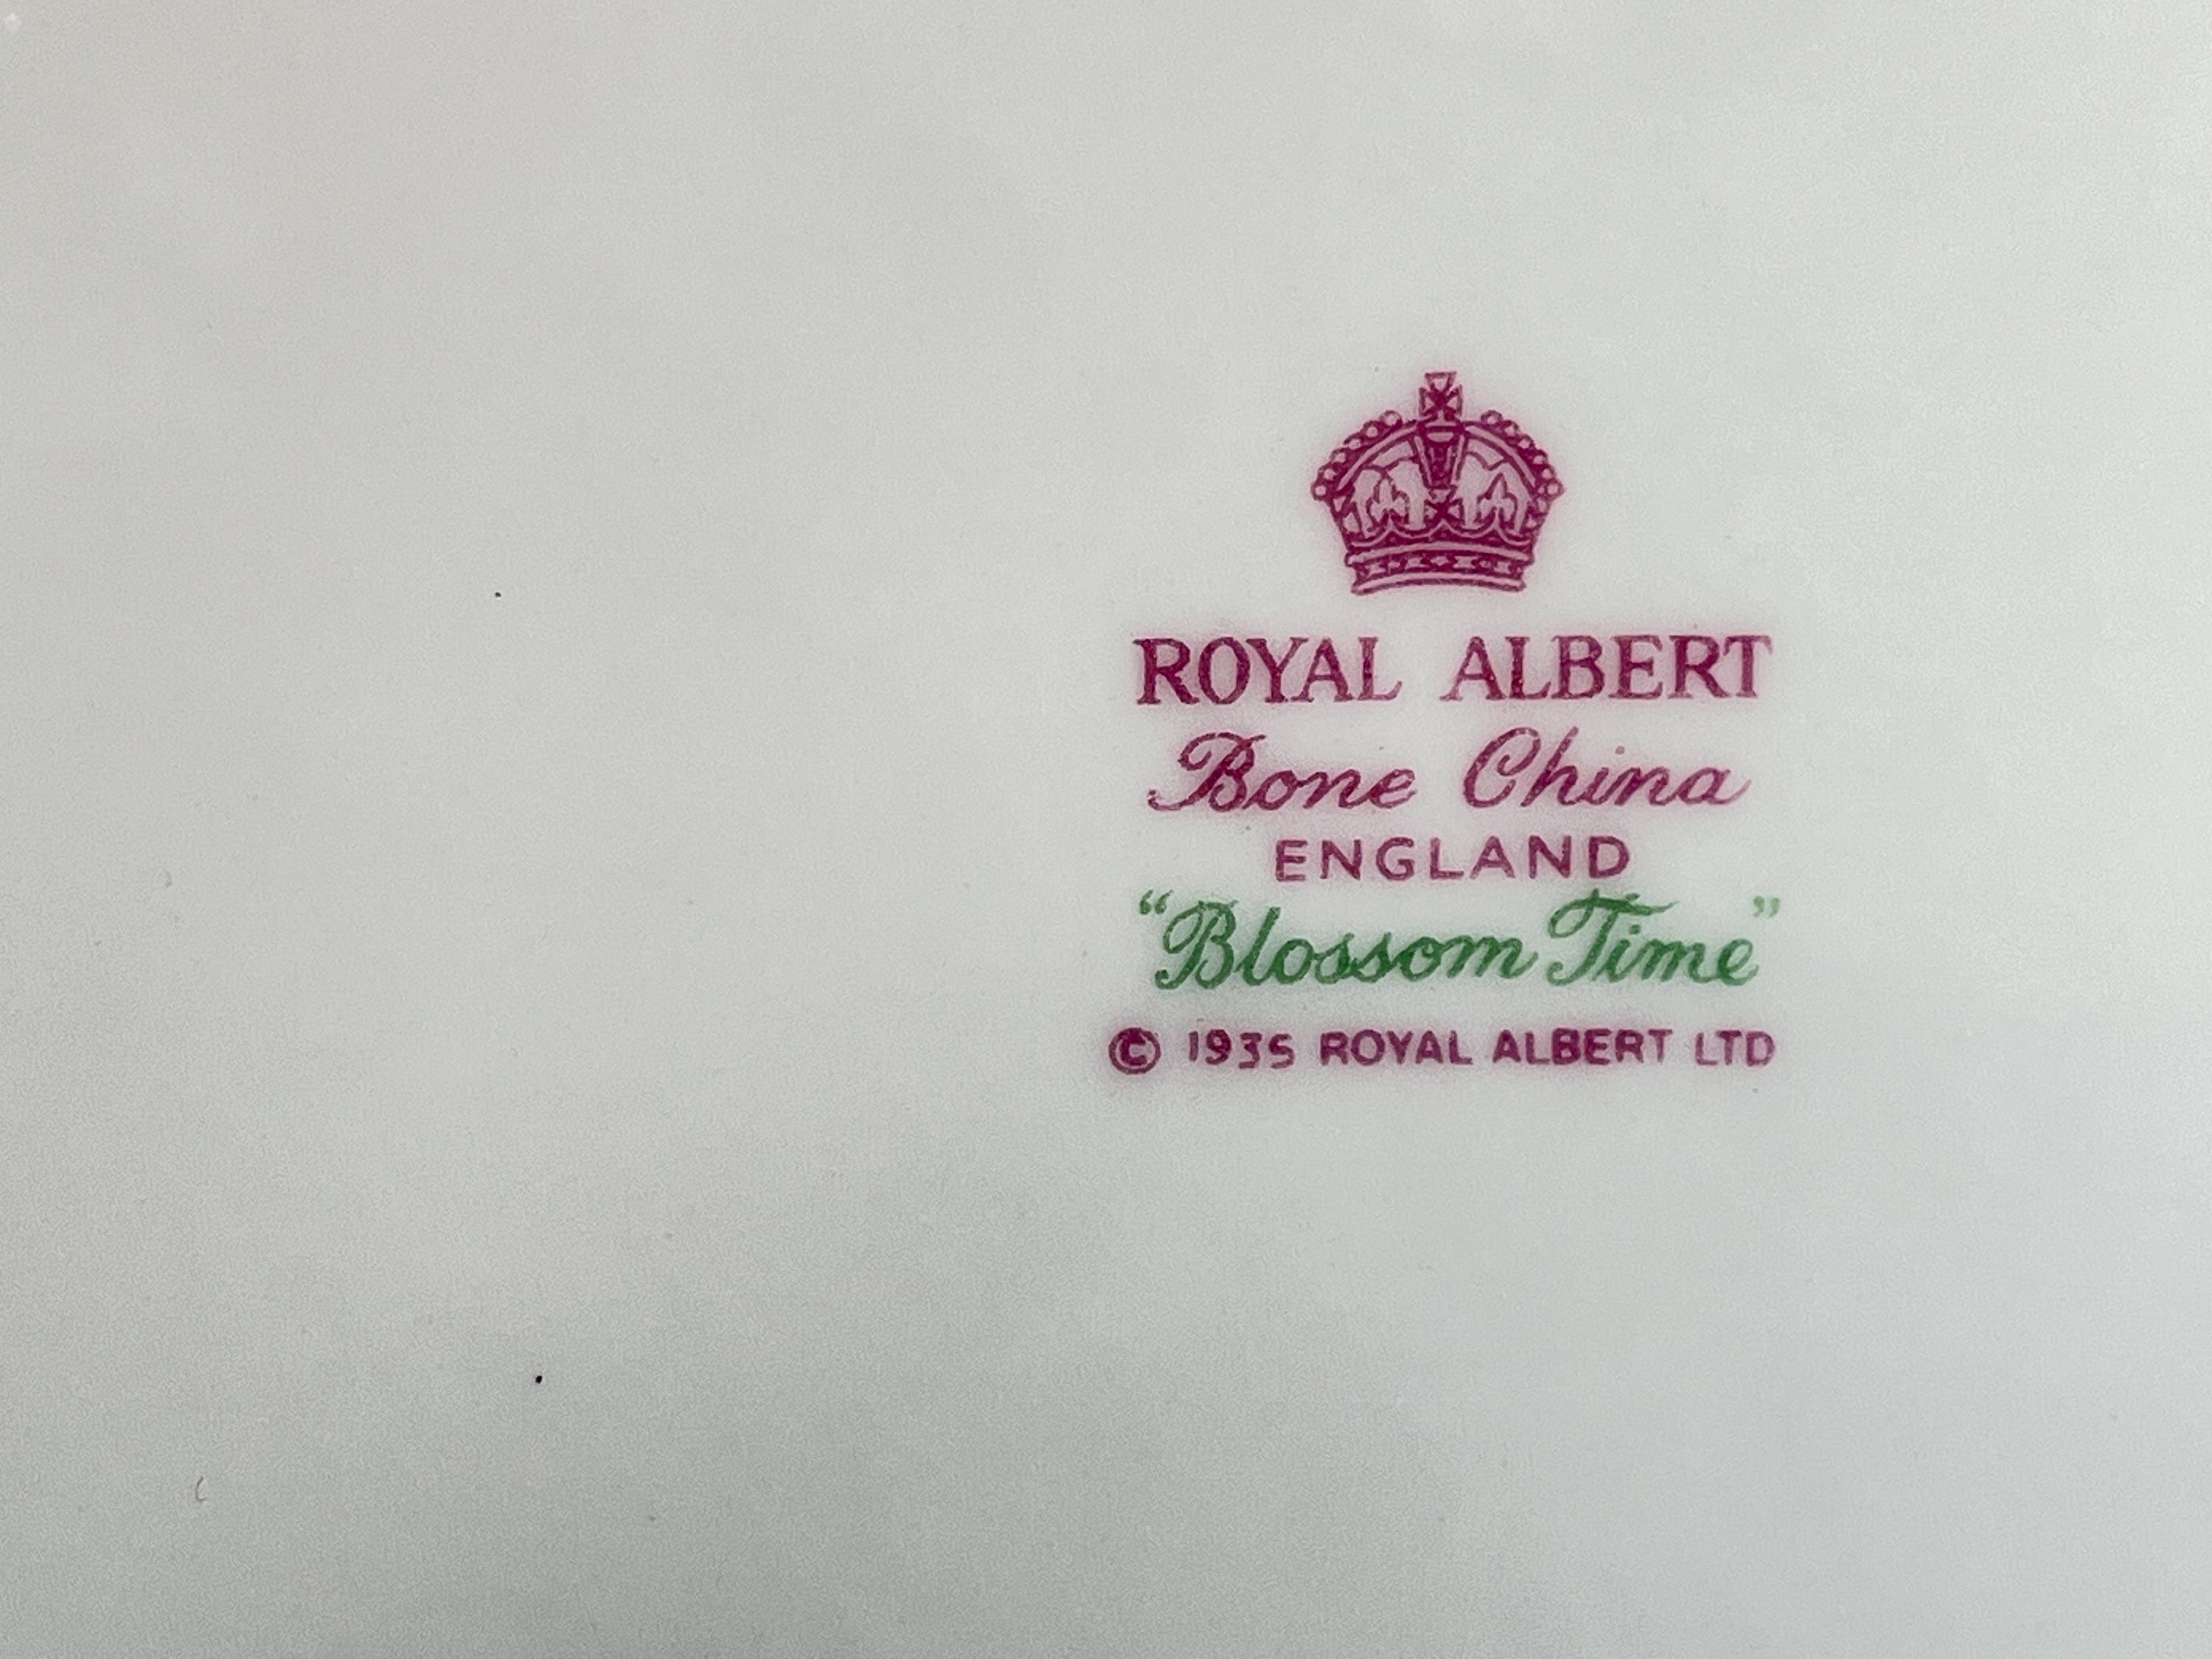 ROYAL ALBERT
Bone China
ENGLAND
“Blossom Time”
© 1935 ROYAL ALBERT LTD